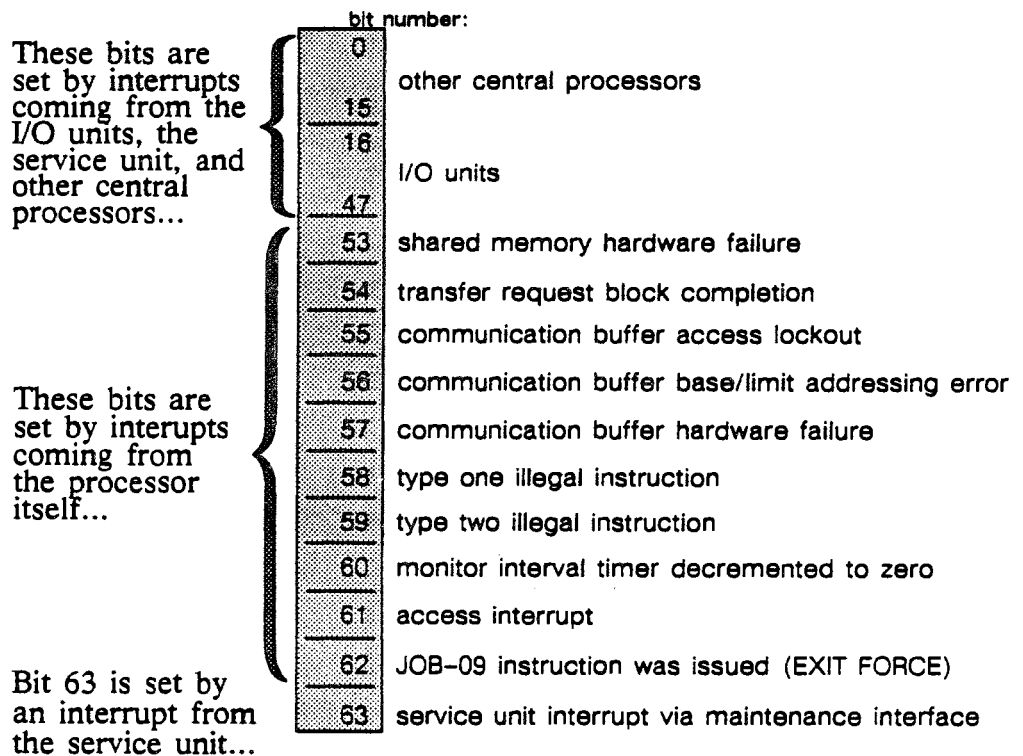 bit number:
These bits are
set by interrupts
coming from the
I/O units, the
service unit, and
other central
processors...
0
other central processors
15
16
I/O units
47
53 shared memory hardware failure
54 transfer request block completion
55 communication buffer access lockout
56 communication buffer base/limit addressing error
57 communication buffer hardware failure
58 type one illegal instruction
59 type two illegal instruction
60 monitor interval timer decremented to zero
61 access interrupt
62 JOB-09 instruction was issued (EXIT FORCE)
63 service unit interrupt via maintenance interface
These bits are
set by interupts
coming from
the processor
itself...
Bit 63 is set by
an interrupt from
the service unit...